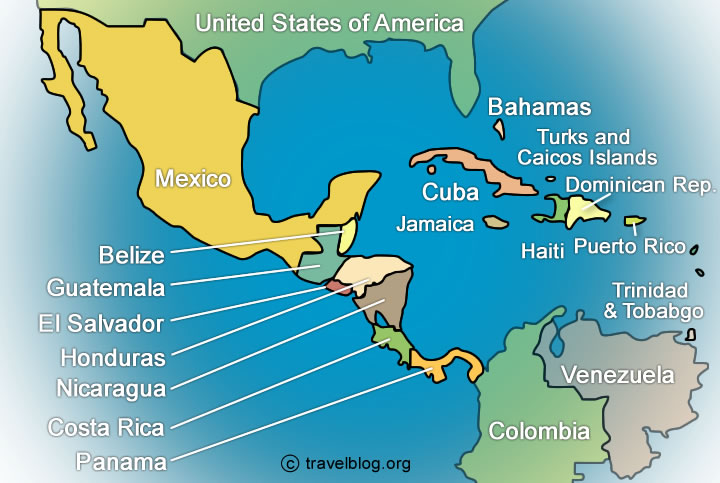 United States of America
Bahamas
Turks and
Caicos Islands
Mexico
Dominican Rep.
Cuba
Jamaica
Haiti
Puerto Rico
Belize
Guatemala
Trinidad
& Tobabgo
El Salvador
Honduras
Nicaragua
Venezuela
Costa Rica
Colombia
Panama
© travelblog.org